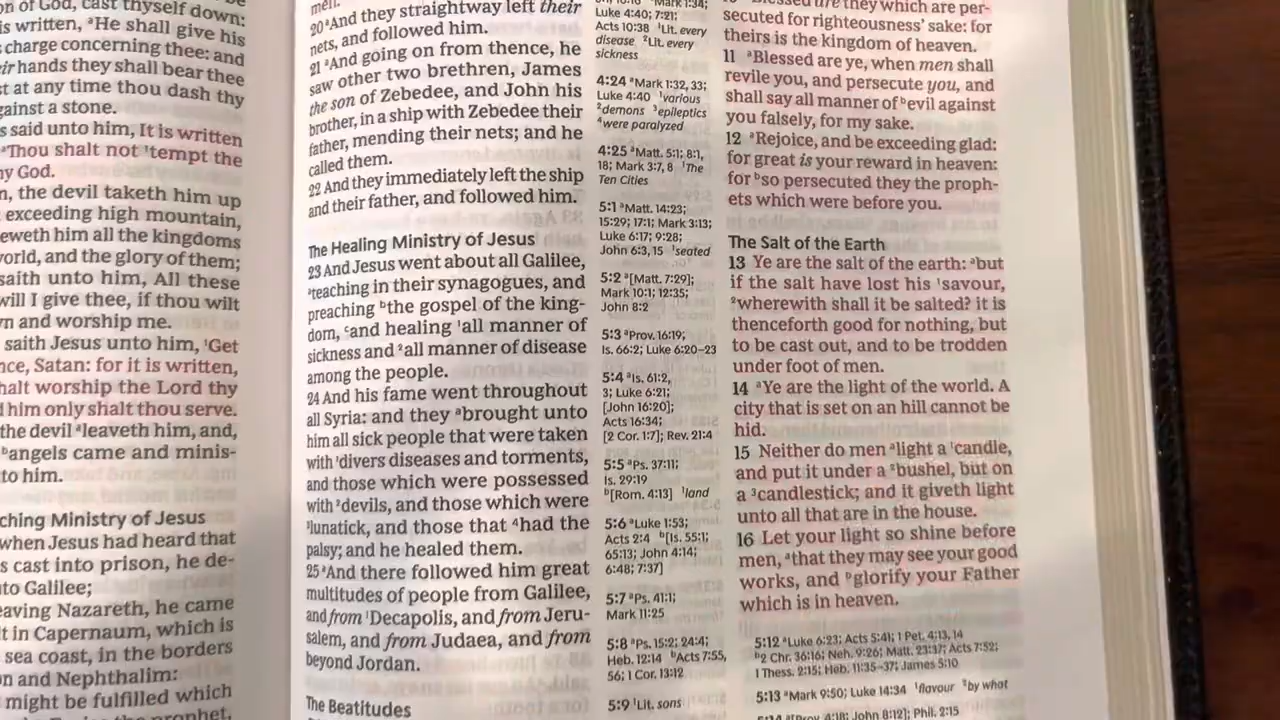 on of God, cast thyself down:
is written, ᵃHe shall give his
charge concerning thee: and
hands they shall bear thee
at any time thou dash thy
gainst a stone.
s said unto him, It is written
ᵃThou shalt not ¹tempt the
thy God.
the devil taketh him up
exceeding high mountain,
eweth him all the kingdoms
world, and the glory of them;
saith unto him, All these
will I give thee, if thou wilt
n and worship me.
saith Jesus unto him, ¹Get
nce, Satan: for it is written,
halt worship the Lord thy
d him only shalt thou serve.
the devil ᵃleaveth him, and,
ᵇangels came and minis-
to him.
ching Ministry of Jesus
when Jesus had heard that
s cast into prison, he de-
to Galilee;
eaving Nazareth, he came
t in Capernaum, which is
sea coast, in the borders
on and Nephthalim:
might be fulfilled which
prophet,
men.
20 ᵃAnd they straightway left their
nets, and followed him.
21 ᵃAnd going on from thence, he
saw other two brethren, James
the son of Zebedee, and John his
brother, in a ship with Zebedee their
father, mending their nets; and he
called them.
22 And they immediately left the ship
and their father, and followed him.
The Healing Ministry of Jesus
23 And Jesus went about all Galilee,
ᵃteaching in their synagogues, and
preaching ᵇthe gospel of the king-
dom, ᶜand healing ¹all manner of
sickness and ²all manner of disease
among the people.
24 And his fame went throughout
all Syria: and they ᵃbrought unto
him all sick people that were taken
with ¹divers diseases and torments,
and those which were possessed
with ²devils, and those which were
³lunatick, and those that ⁴had the
palsy; and he healed them.
25 ᵃAnd there followed him great
multitudes of people from Galilee,
and from ¹Decapolis, and from Jeru-
salem, and from Judaea, and from
beyond Jordan.
The Beatitudes
Mark 1:34;
Luke 4:40; 7:21;
Acts 10:38 ¹Lit. every
disease ²Lit. every
sickness
4:24 ᵃMark 1:32, 33;
Luke 4:40 ¹various
²demons ³epileptics
⁴were paralyzed
4:25 ᵃMatt. 5:1; 8:1,
18; Mark 3:7, 8 ¹The
Ten Cities
5:1 ᵃMatt. 14:23;
15:29; 17:1; Mark 3:13;
Luke 6:17; 9:28;
John 6:3, 15 ¹seated
5:2 ᵃ[Matt. 7:29];
Mark 10:1; 12:35;
John 8:2
5:3 ᵃProv. 16:19;
Is. 66:2; Luke 6:20–23
5:4 ᵃIs. 61:2,
3; Luke 6:21;
[John 16:20];
Acts 16:34;
[2 Cor. 1:7]; Rev. 21:4
5:5 ᵃPs. 37:11;
Is. 29:19
ᵇ[Rom. 4:13] ¹land
5:6 ᵃLuke 1:53;
Acts 2:4 ᵇ[Is. 55:1;
65:13; John 4:14;
6:48; 7:37]
5:7 ᵃPs. 41:1;
Mark 11:25
5:8 ᵃPs. 15:2; 24:4;
Heb. 12:14 ᵇActs 7:55,
56; 1 Cor. 13:12
5:9 ¹Lit. sons
Blessed are they which are per-
secuted for righteousness' sake: for
theirs is the kingdom of heaven.
11 ᵃBlessed are ye, when men shall
revile you, and persecute you, and
shall say all manner of ᵇevil against
you falsely, for my sake.
12 ᵃRejoice, and be exceeding glad:
for great is your reward in heaven:
for ᵇso persecuted they the proph-
ets which were before you.
The Salt of the Earth
13 Ye are the salt of the earth: ᵃbut
if the salt have lost his ¹savour,
²wherewith shall it be salted? it is
thenceforth good for nothing, but
to be cast out, and to be trodden
under foot of men.
14 ᵃYe are the light of the world. A
city that is set on an hill cannot be
hid.
15 Neither do men ᵃlight a ¹candle,
and put it under a ²bushel, but on
a ³candlestick; and it giveth light
unto all that are in the house.
16 Let your light so shine before
men, ᵃthat they may see your good
works, and ᵇglorify your Father
which is in heaven.
5:12 ᵃLuke 6:23; Acts 5:41; 1 Pet. 4:13, 14
ᵇ2 Chr. 36:16; Neh. 9:26; Matt. 23:37; Acts 7:52;
1 Thess. 2:15; Heb. 11:35–37; James 5:10
5:13 ᵃMark 9:50; Luke 14:34 ¹flavour ²by what
5:14 ᵃ[Prov. 4:18; John 8:12]; Phil. 2:15